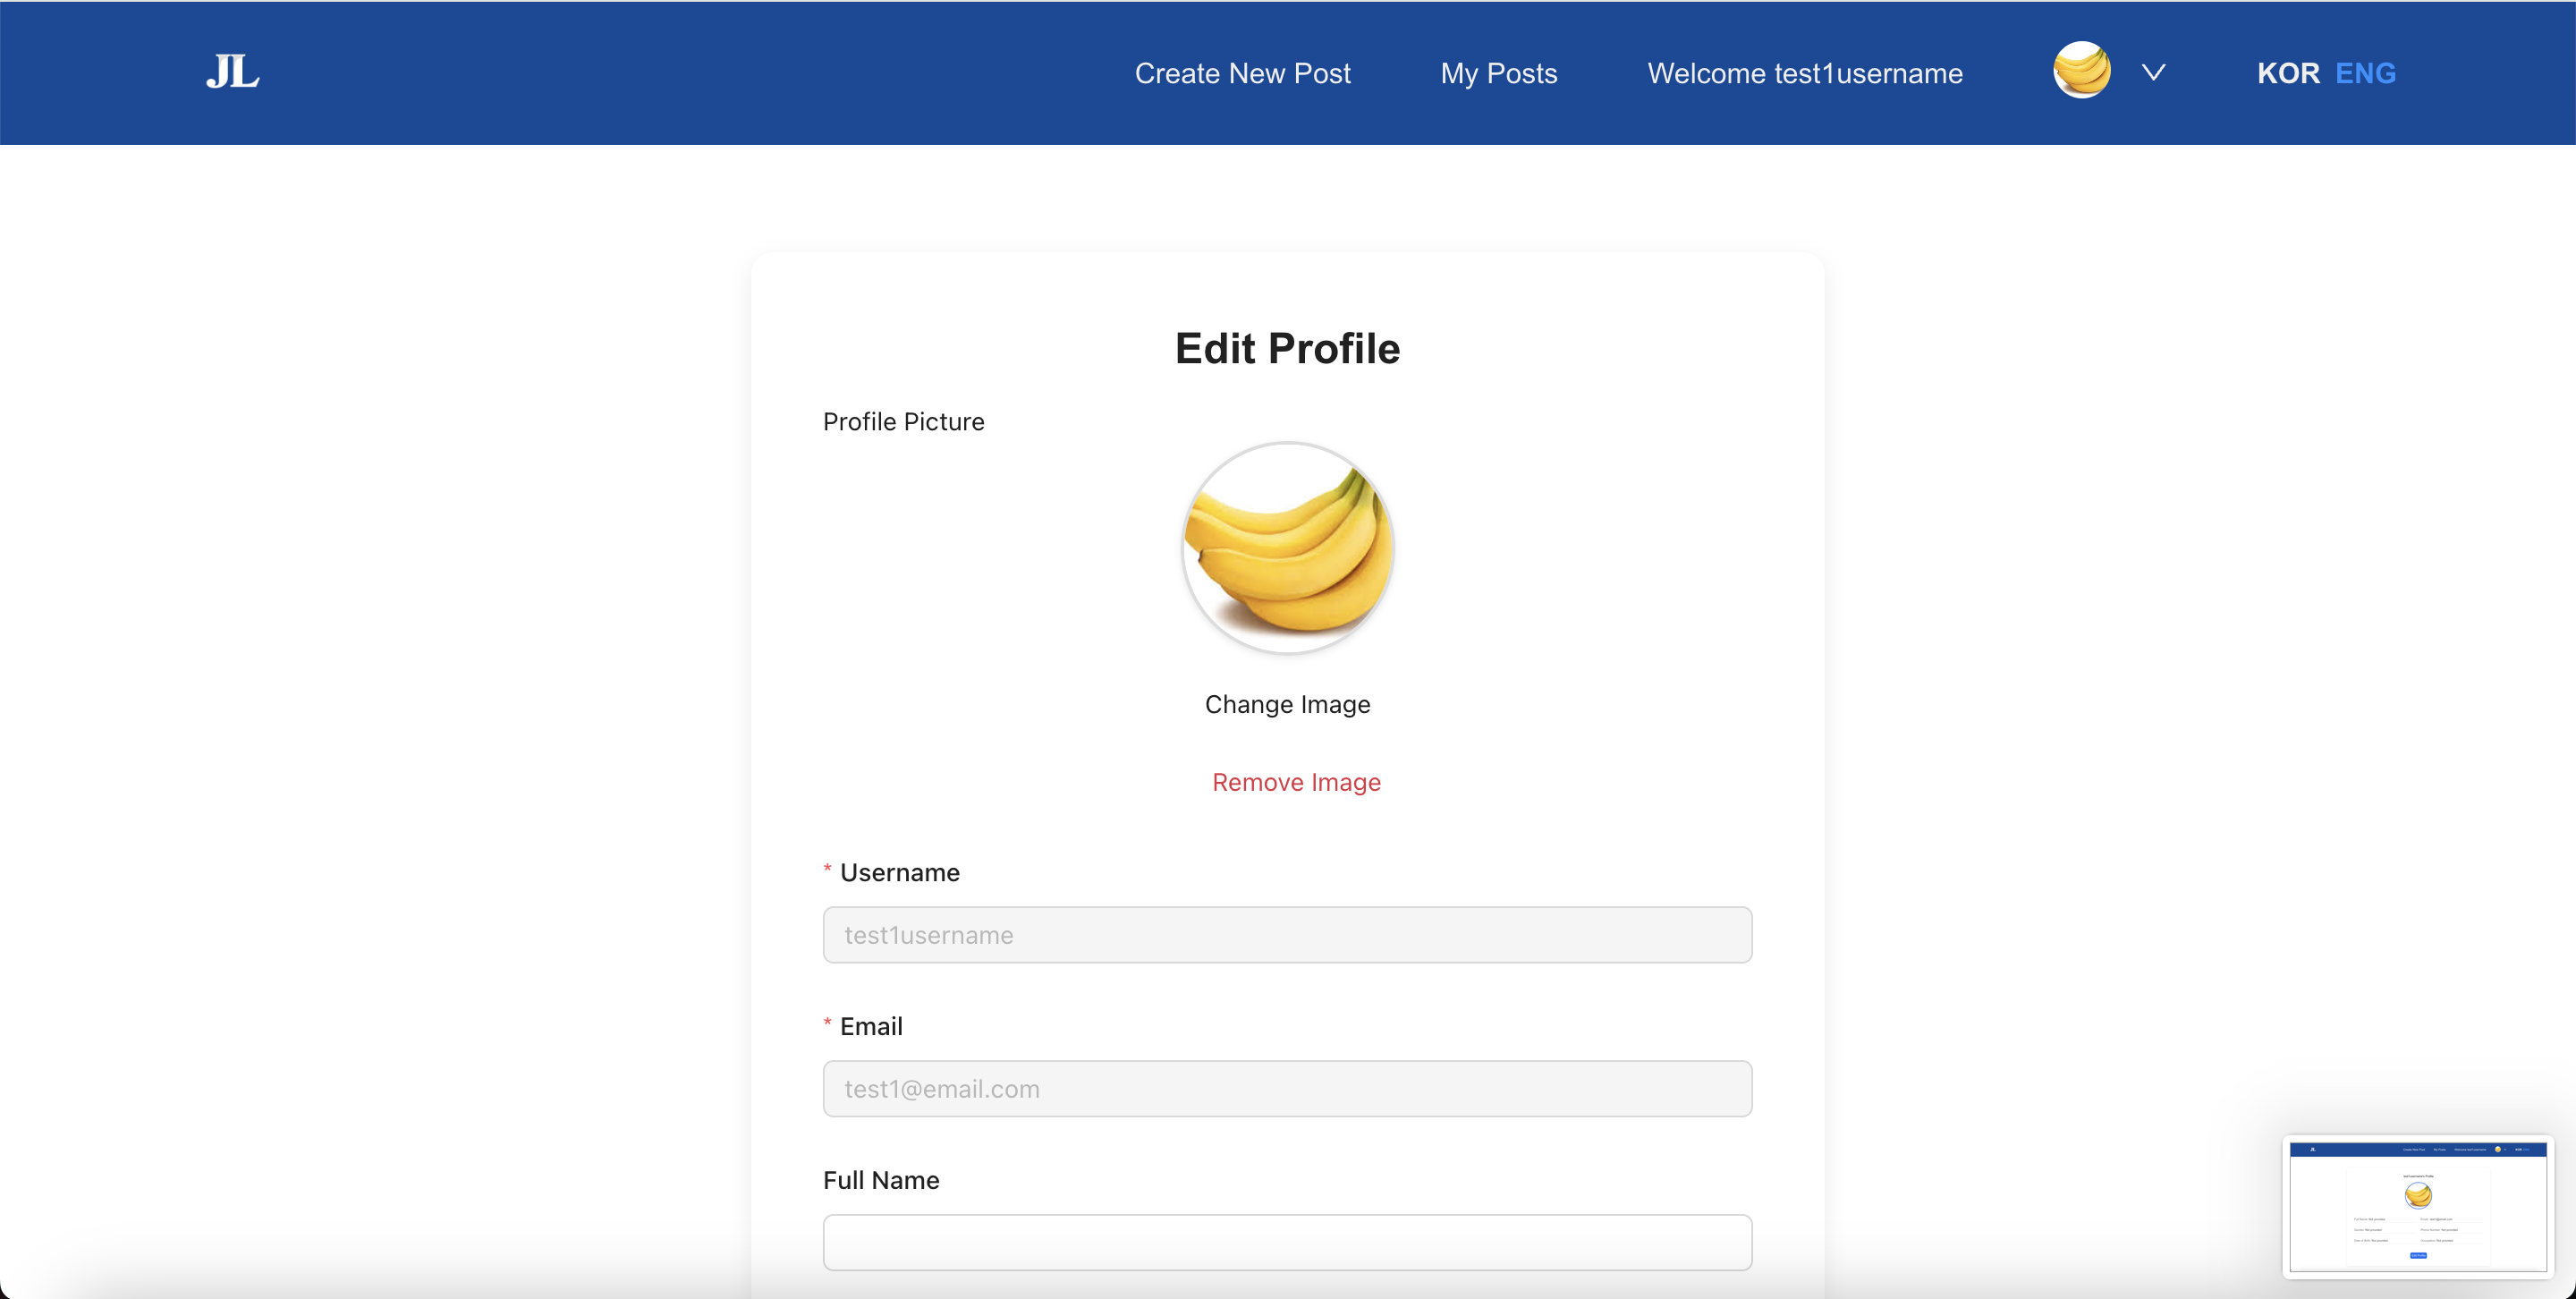 JL
Create New Post
My Posts
Welcome test1username
KOR ENG
Edit Profile
Profile Picture
Change Image
Remove Image
* Username
test1username
* Email
test1@email.com
Full Name